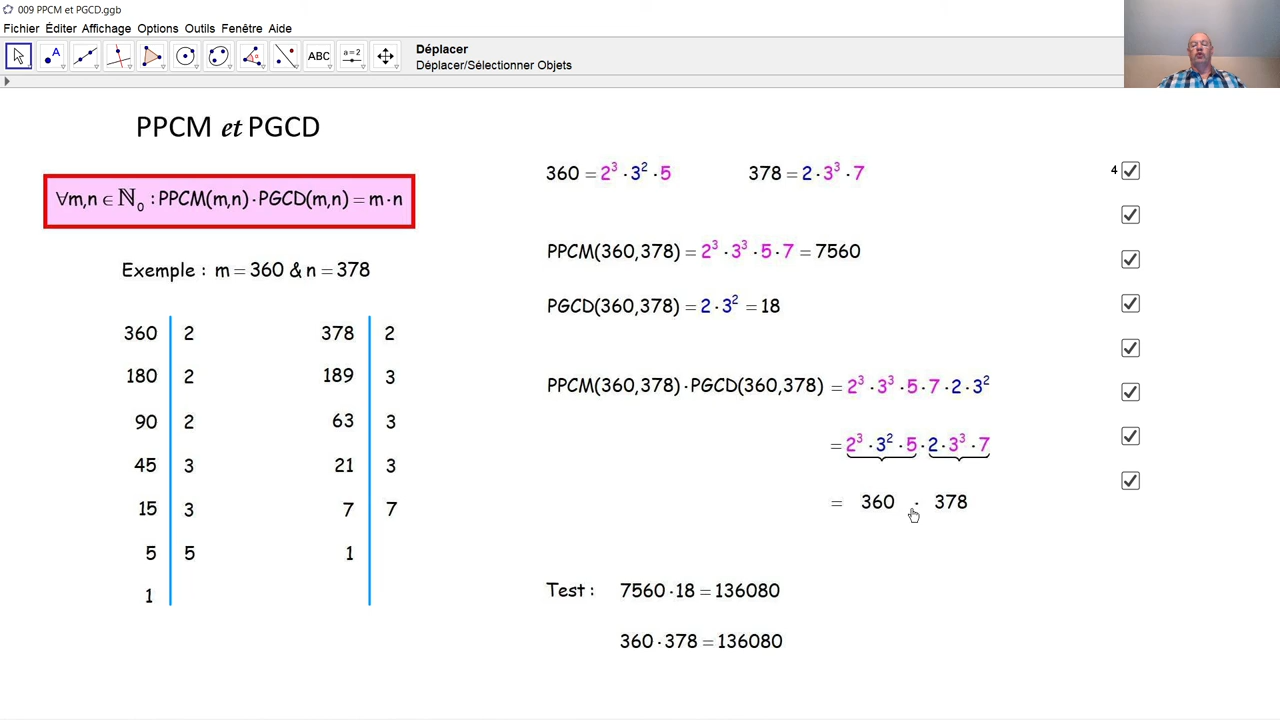 009 PPCM et PGCD.ggb
Fichier Éditer Affichage Options Outils Fenêtre Aide
A ABC a=2
Déplacer
Déplacer/Sélectionner Objets
PPCM et PGCD
∀m,n ∈ ℕ₀ : PPCM(m,n)·PGCD(m,n) = m·n
Exemple : m = 360 & n = 378
360 2 378 2
180 2 189 3
90 2 63 3
45 3 21 3
15 3 7 7
5 5 1
1
360 = 2³·3²·5 378 = 2·3³·7
4
PPCM(360,378) = 2³·3³·5·7 = 7560
PGCD(360,378) = 2·3² = 18
PPCM(360,378)·PGCD(360,378) = 2³·3³·5·7·2·3²
= 2³·3²·5·2·3³·7
= 360 · 378
Test : 7560·18 = 136080
360·378 = 136080